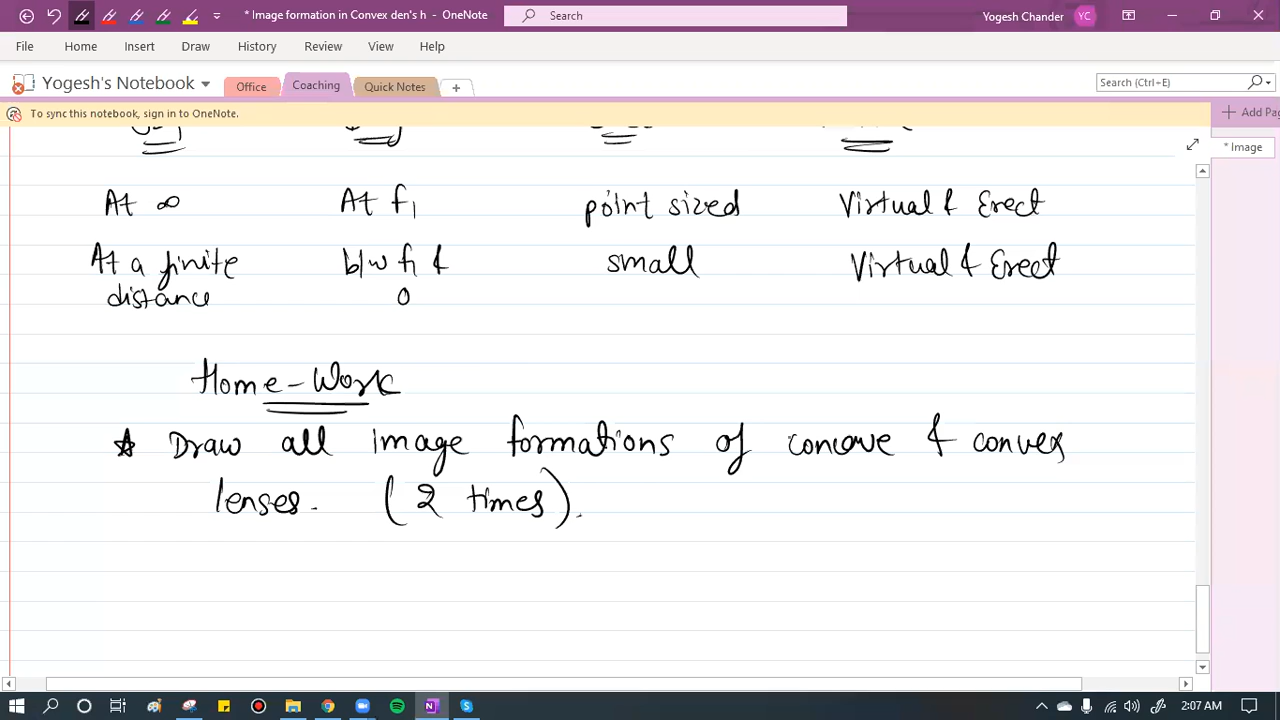 * Image formation in Convex den's h - OneNote
Search
Yogesh Chander
YC
File Home Insert Draw History Review View Help
Yogesh's Notebook
Office
Coaching
Quick Notes
Search (Ctrl+E)
To sync this notebook, sign in to OneNote.
Add Pag
* Image
At ∞ At f1 point sized Virtual & Erect
At a finite b/w f1 & small Virtual & Erect
distance O
Home-Work
☆ Draw all image formations of concave & convex
lenses. (2 times).
2:07 AM